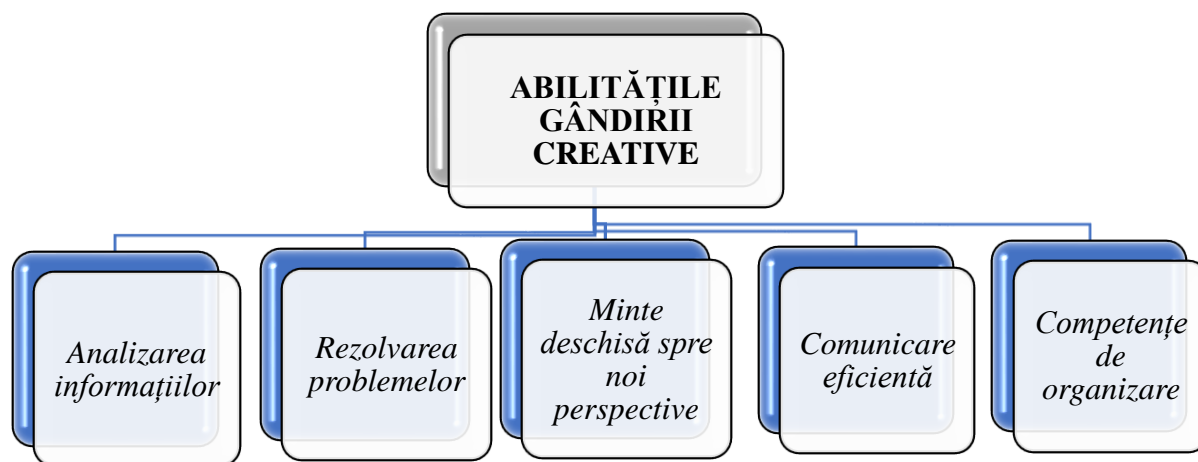 ABILITĂȚILE
GÂNDIRII
CREATIVE
Analizarea
informațiilor
Rezolvarea
problemelor
Minte
deschisă spre
noi
perspective
Comunicare
eficientă
Competențe
de
organizare